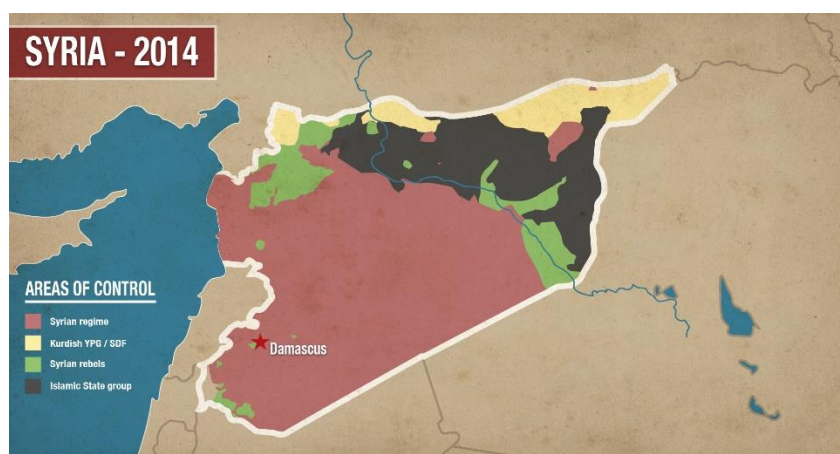 SYRIA - 2014
AREAS OF CONTROL
Syrian regime
Kurdish YPG / SDF
Syrian rebels
Islamic State group
Damascus